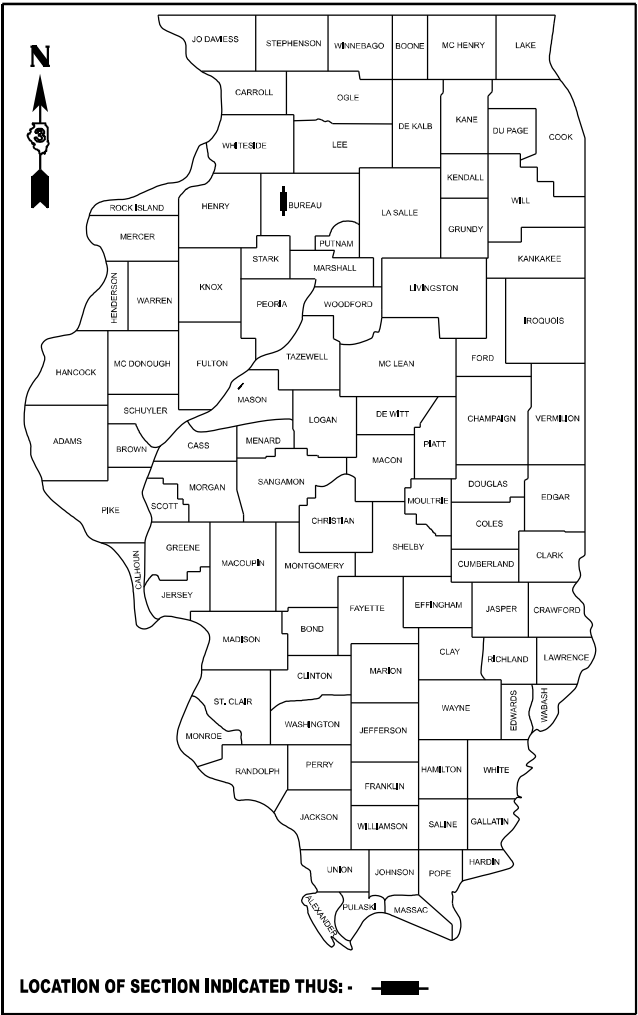 JO DAVIESS
STEPHENSON
WINNEBAGO
BOONE
MC HENRY
LAKE
N
CARROLL
OGLE
DE KALB
KANE
DU PAGE
COOK
3
WHITESIDE
LEE
KENDALL
WILL
ROCK ISLAND
HENRY
BUREAU
LA SALLE
GRUNDY
MERCER
PUTNAM
STARK
MARSHALL
KANKAKEE
HENDERSON
WARREN
KNOX
PEORIA
WOODFORD
LIVINGSTON
IROQUOIS
HANCOCK
MC DONOUGH
FULTON
TAZEWELL
MC LEAN
FORD
MASON
SCHUYLER
LOGAN
DE WITT
CHAMPAIGN
VERMILION
ADAMS
BROWN
CASS
MENARD
PIATT
MACON
PIKE
SCOTT
MORGAN
SANGAMON
DOUGLAS
EDGAR
MOULTRIE
CHRISTIAN
COLES
CALHOUN
GREENE
MACOUPIN
MONTGOMERY
SHELBY
CUMBERLAND
CLARK
JERSEY
FAYETTE
EFFINGHAM
JASPER
CRAWFORD
MADISON
BOND
CLAY
RICHLAND
LAWRENCE
CLINTON
MARION
ST. CLAIR
WAYNE
EDWARDS
WABASH
MONROE
WASHINGTON
JEFFERSON
RANDOLPH
PERRY
HAMILTON
WHITE
FRANKLIN
JACKSON
WILLIAMSON
SALINE
GALLATIN
UNION
JOHNSON
POPE
HARDIN
ALEXANDER
PULASKI
MASSAC
LOCATION OF SECTION INDICATED THUS: -